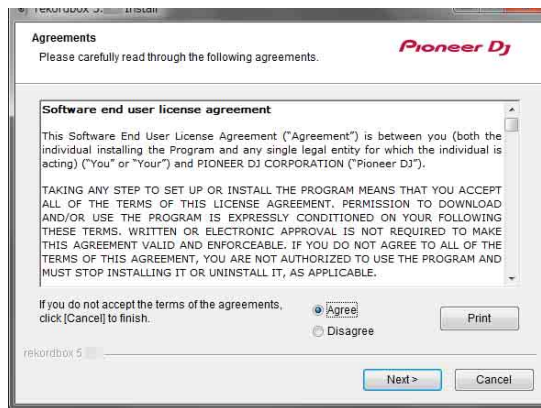 rekordbox 5. Install
Agreements
Please carefully read through the following agreements.
Pioneer Dj
Software end user license agreement
This Software End User License Agreement ("Agreement") is between you (both the
individual installing the Program and any single legal entity for which the individual is
acting) ("You" or "Your") and PIONEER DJ CORPORATION ("Pioneer DJ").
TAKING ANY STEP TO SET UP OR INSTALL THE PROGRAM MEANS THAT YOU ACCEPT
ALL OF THE TERMS OF THIS LICENSE AGREEMENT. PERMISSION TO DOWNLOAD
AND/OR USE THE PROGRAM IS EXPRESSLY CONDITIONED ON YOUR FOLLOWING
THESE TERMS. WRITTEN OR ELECTRONIC APPROVAL IS NOT REQUIRED TO MAKE
THIS AGREEMENT VALID AND ENFORCEABLE. IF YOU DO NOT AGREE TO ALL OF THE
TERMS OF THIS AGREEMENT, YOU ARE NOT AUTHORIZED TO USE THE PROGRAM AND
MUST STOP INSTALLING IT OR UNINSTALL IT, AS APPLICABLE.
If you do not accept the terms of the agreements,
click [Cancel] to finish.
Agree
Disagree
Print
rekordbox 5
Next >
Cancel